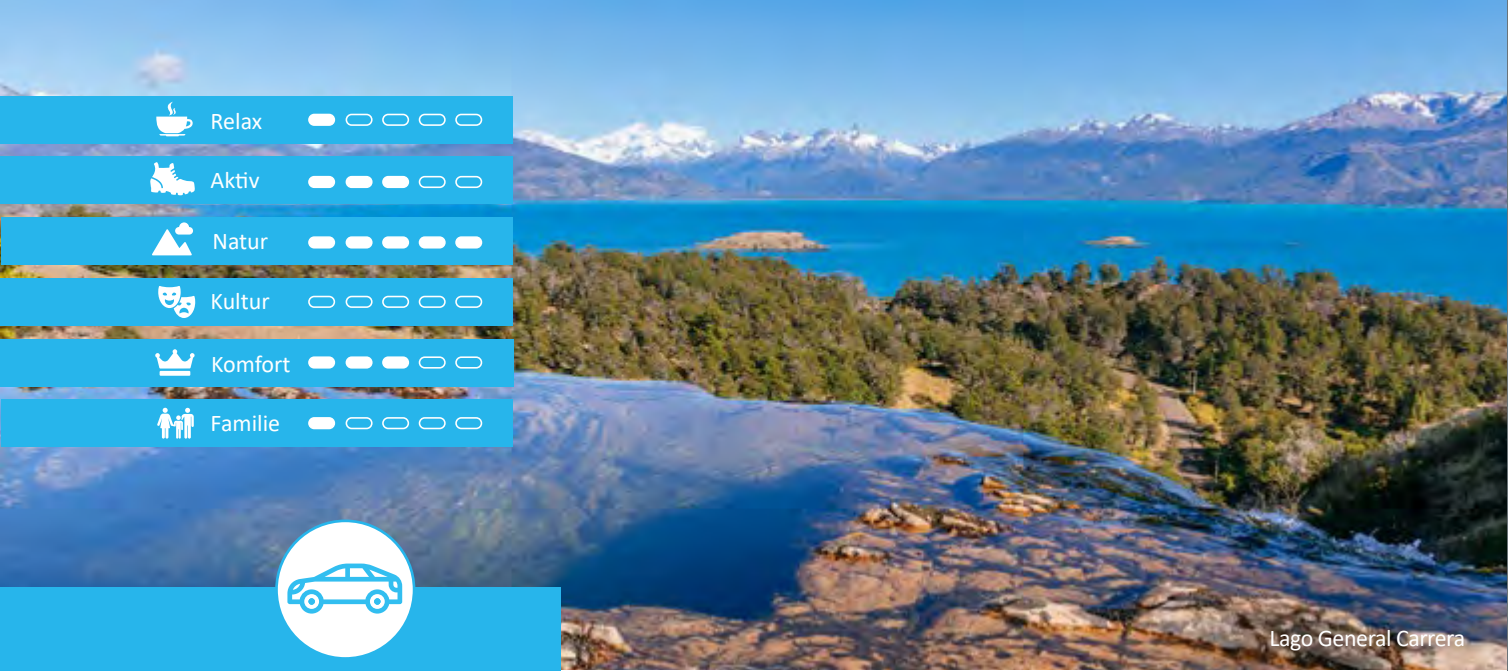 Relax
Aktiv
Natur
Kultur
Komfort
Familie
Lago General Carrera